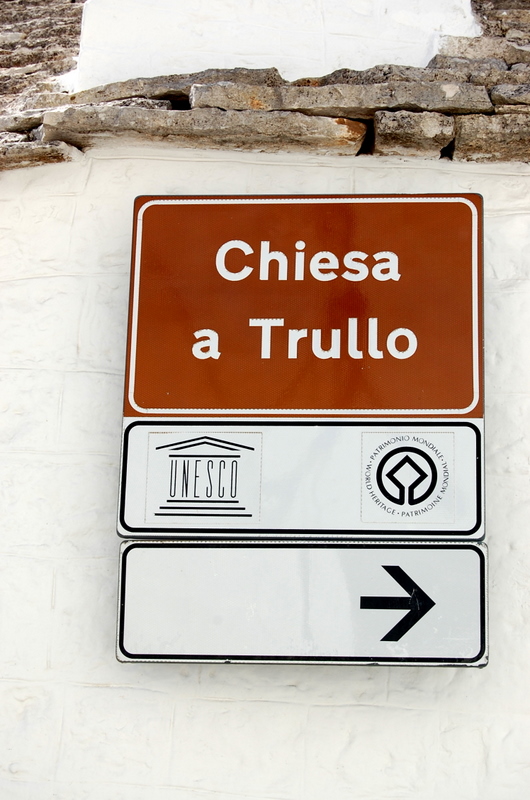 Chiesa
a Trullo
UNESCO
PATRIMONIO MONDIALE • WORLD HERITAGE • PATRIMOINE MONDIAL •